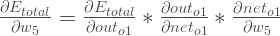 ∂E_total/∂w_5 = ∂E_total/∂out_o1 * ∂out_o1/∂net_o1 * ∂net_o1/∂w_5